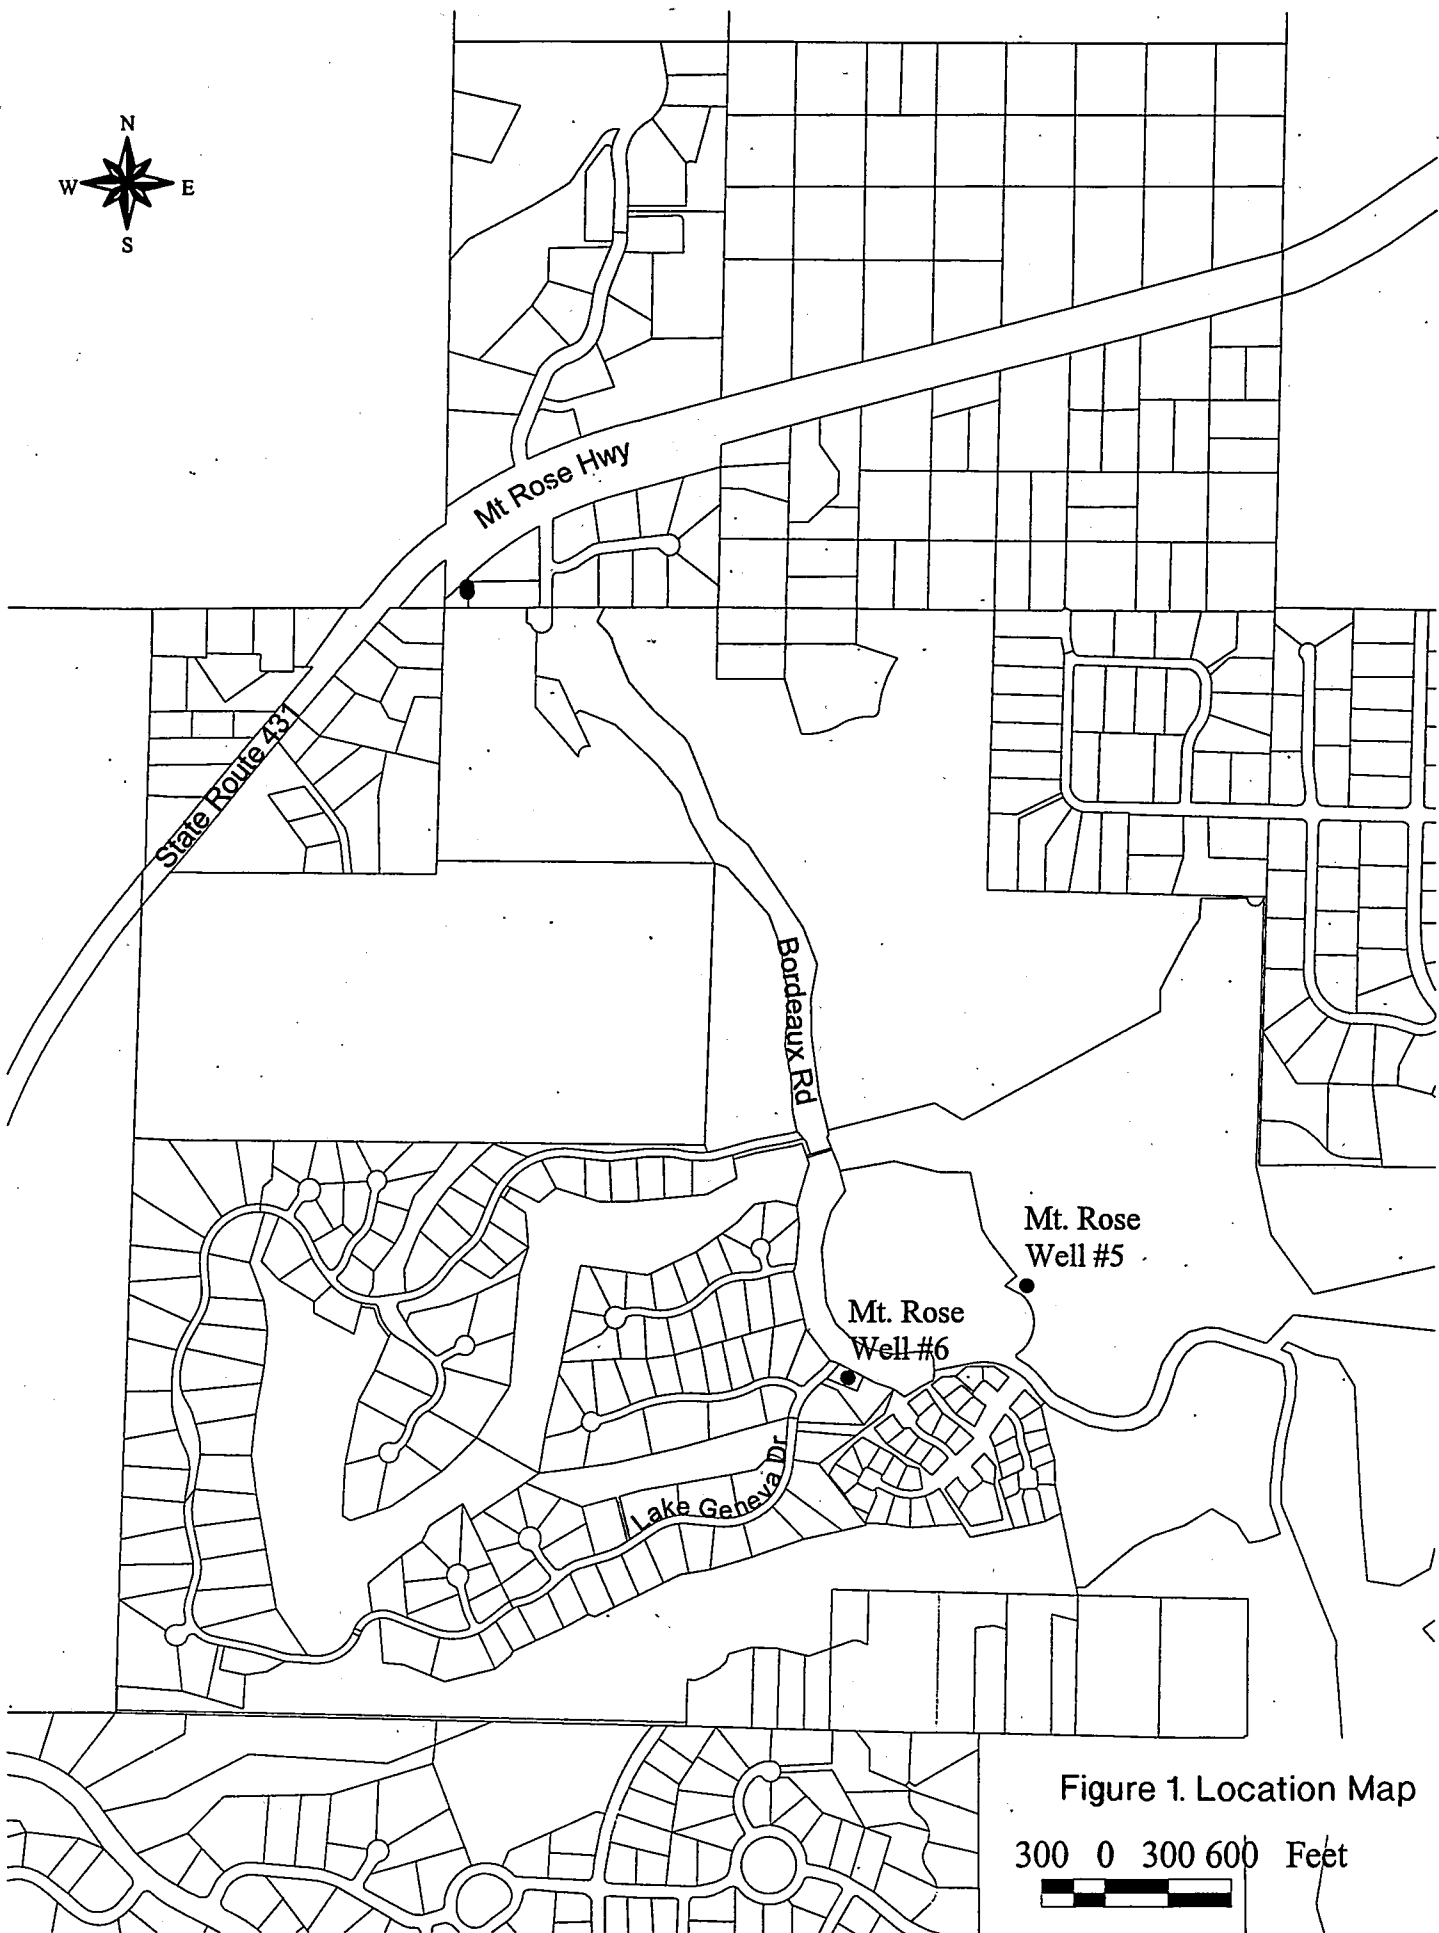 N
W E
S
Mt Rose Hwy
State Route 431
Bordeaux Rd
Mt. Rose
Well #5
Mt. Rose
Well #6
Lake Geneva Dr
Figure 1. Location Map
300 0 300 600 Feet